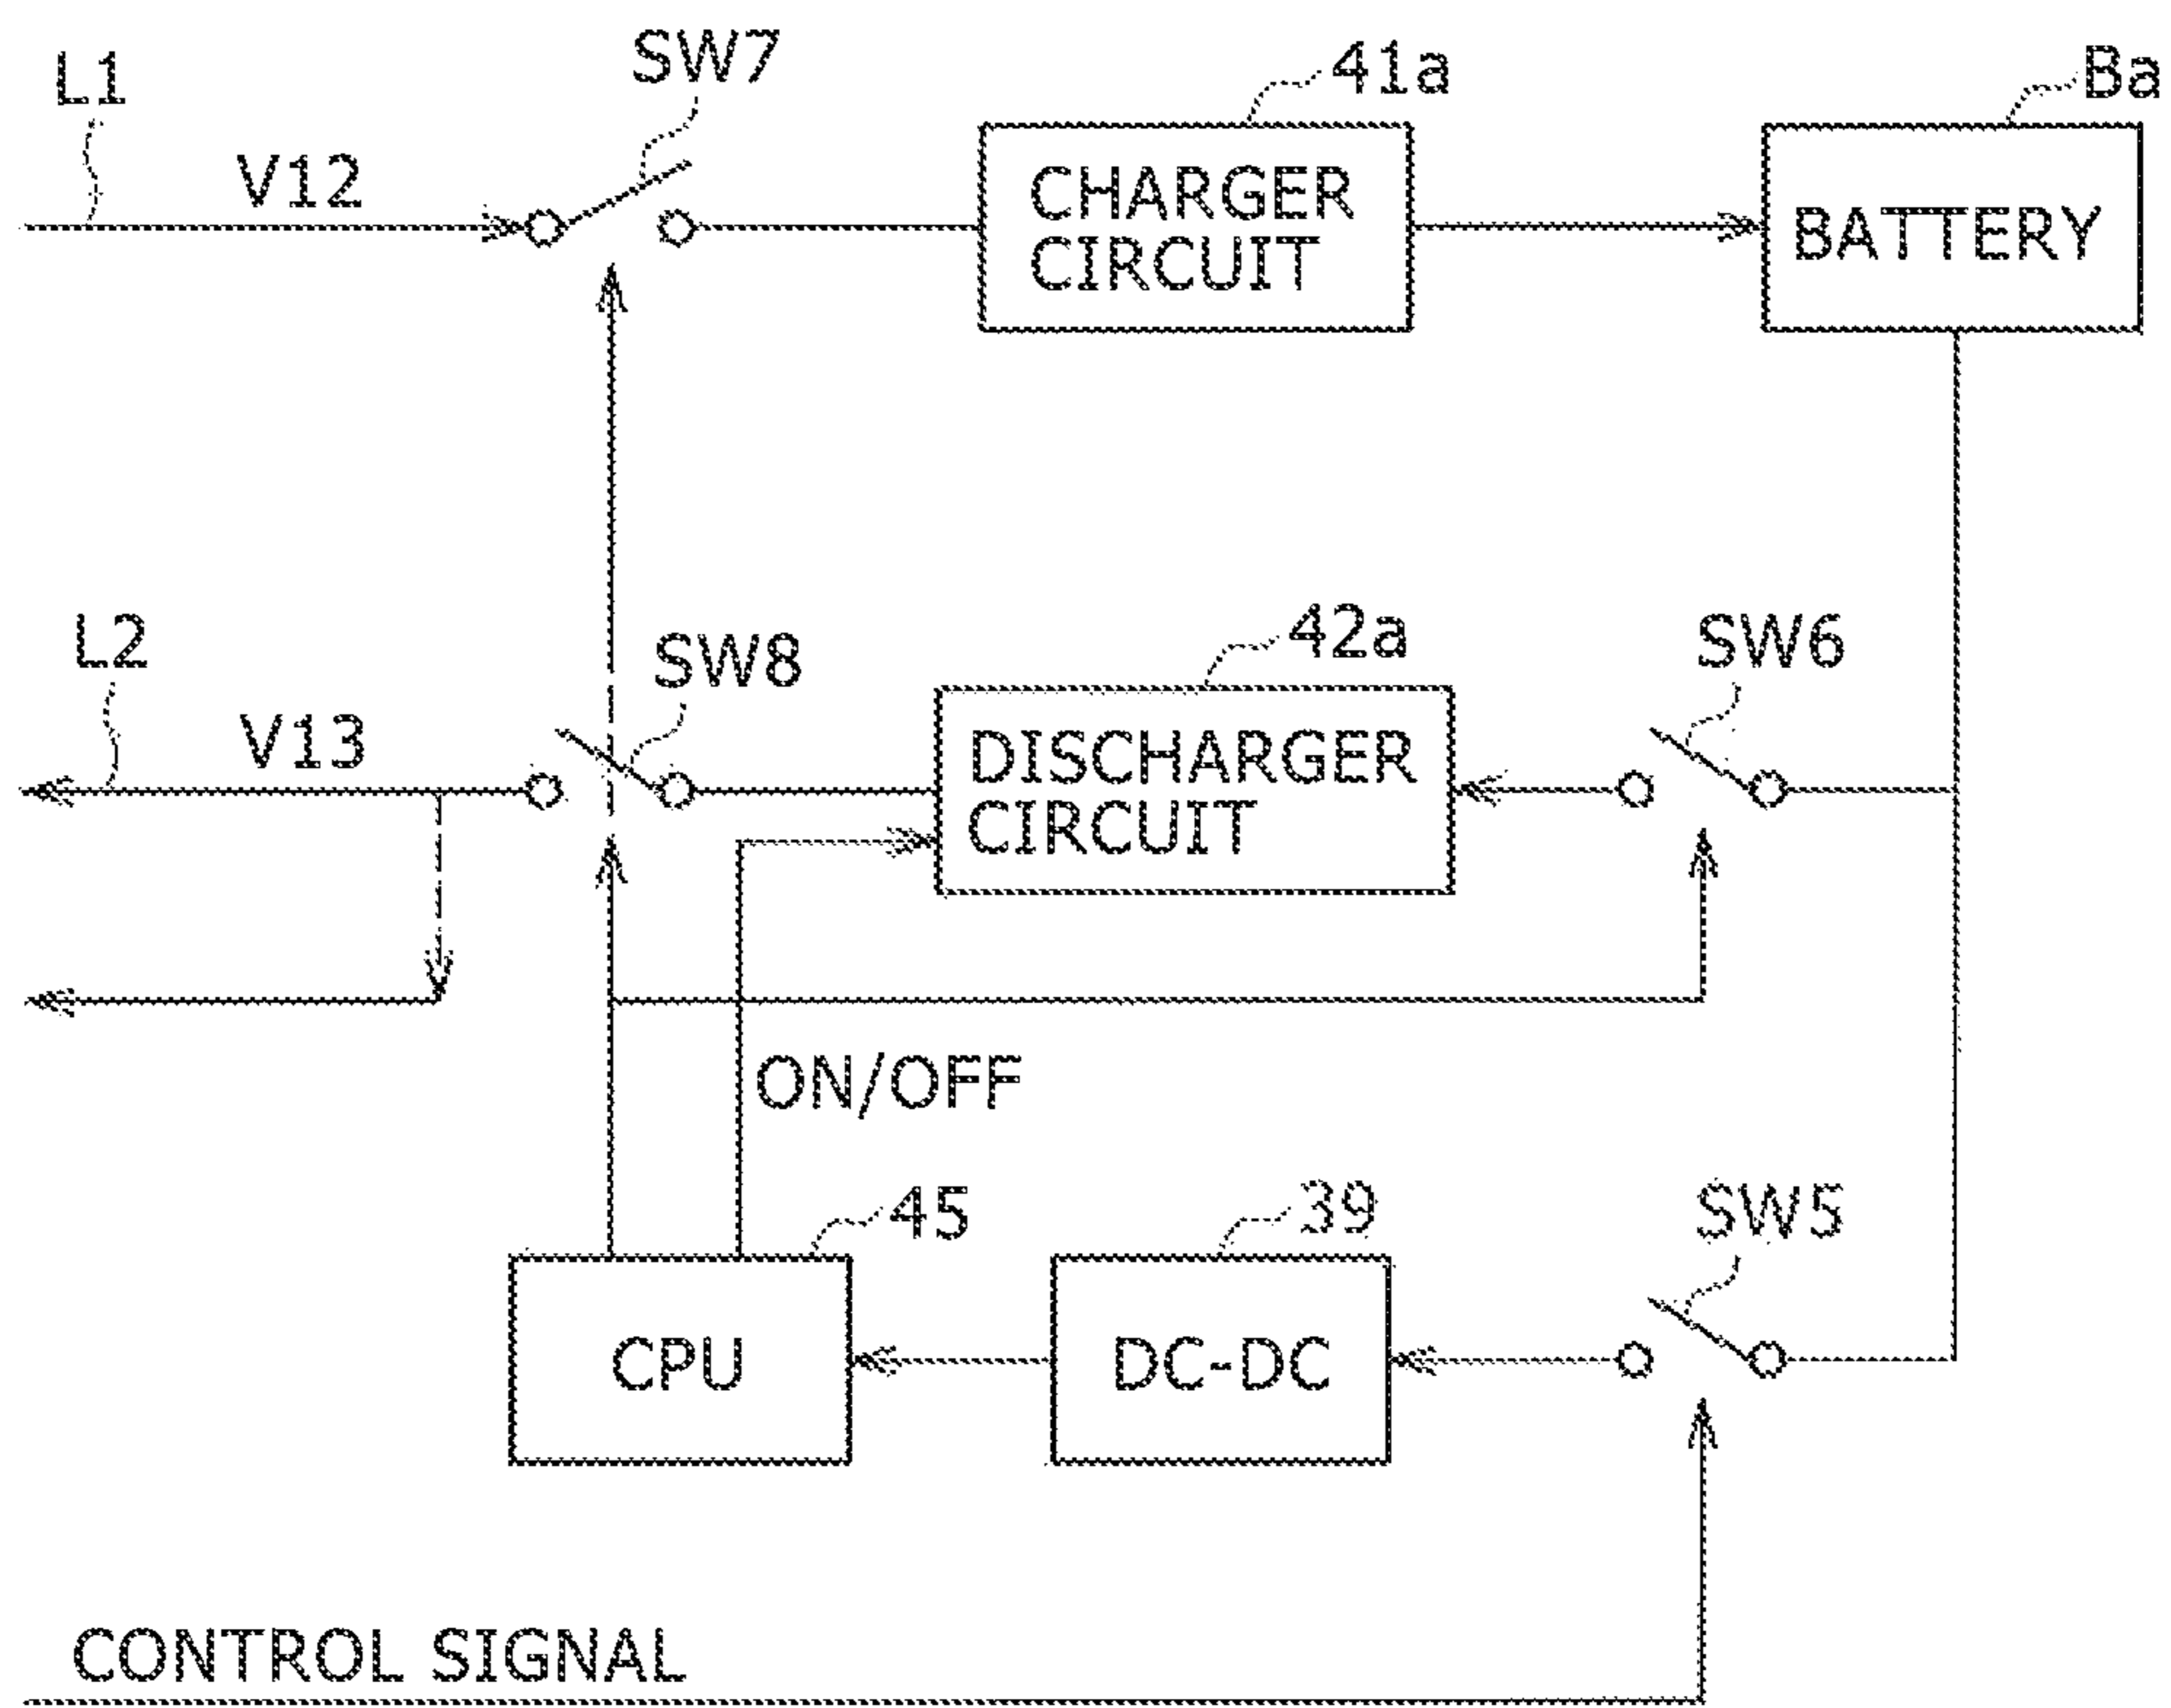 L1
SW7
41a
Ba
V12
CHARGER
CIRCUIT
BATTERY
L2
SW8
42a
SW6
V13
DISCHARGER
CIRCUIT
ON/OFF
45
39
SW5
CPU
DC-DC
CONTROL SIGNAL